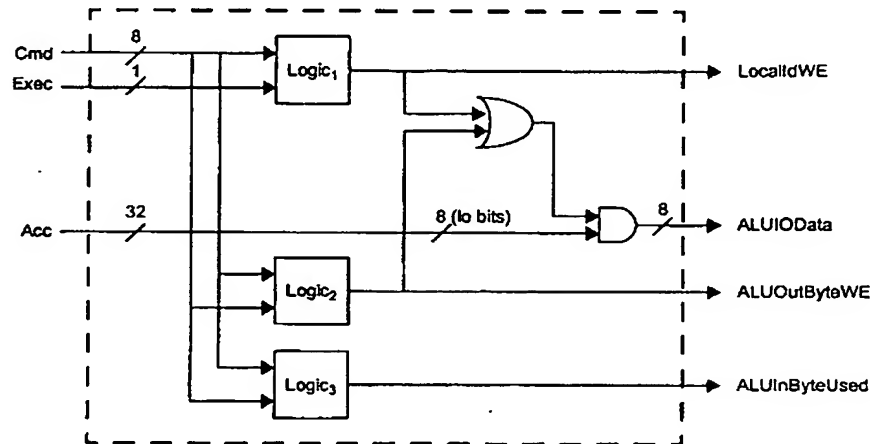 Cmd
8
Logic₁
LocalIdWE
Exec
1
32
8 (lo bits)
8
Acc
ALUIOData
Logic₂
ALUOutByteWE
Logic₃
ALUInByteUsed